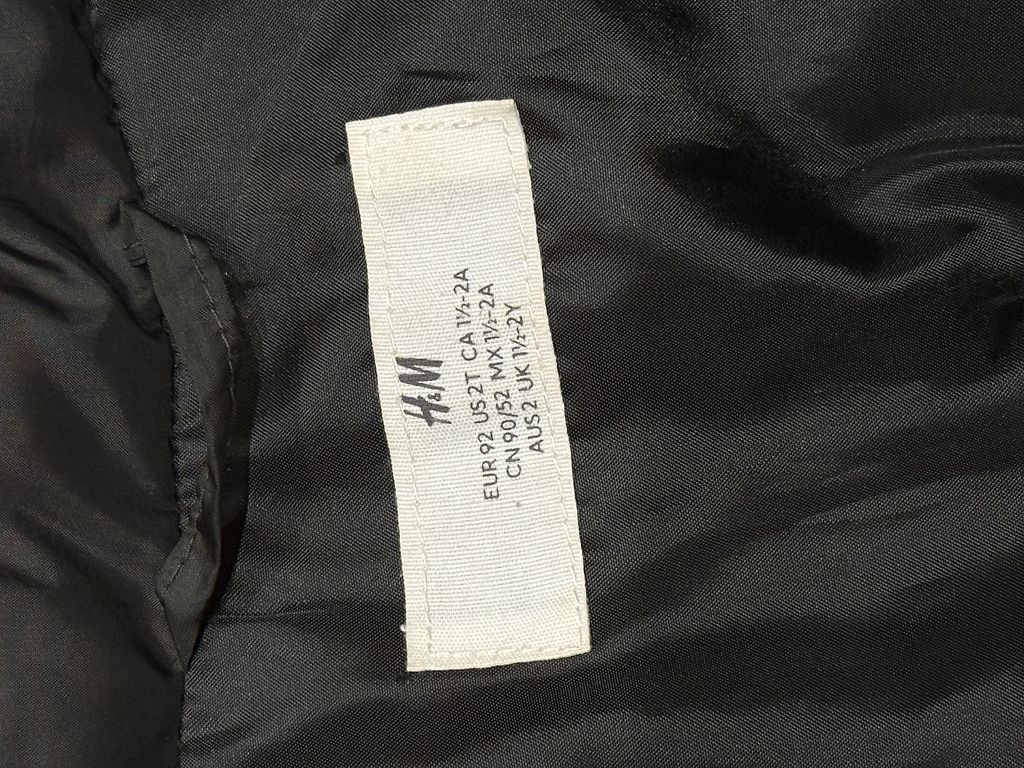 H&M
EUR 92 US 2T CA 1½-2A
CN 90/52 MX 1½-2A
AUS 2 UK 1½-2Y